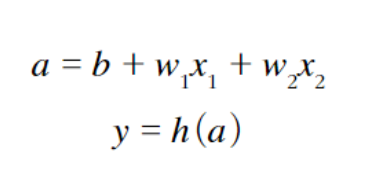 a = b + w₁x₁ + w₂x₂
y = h(a)